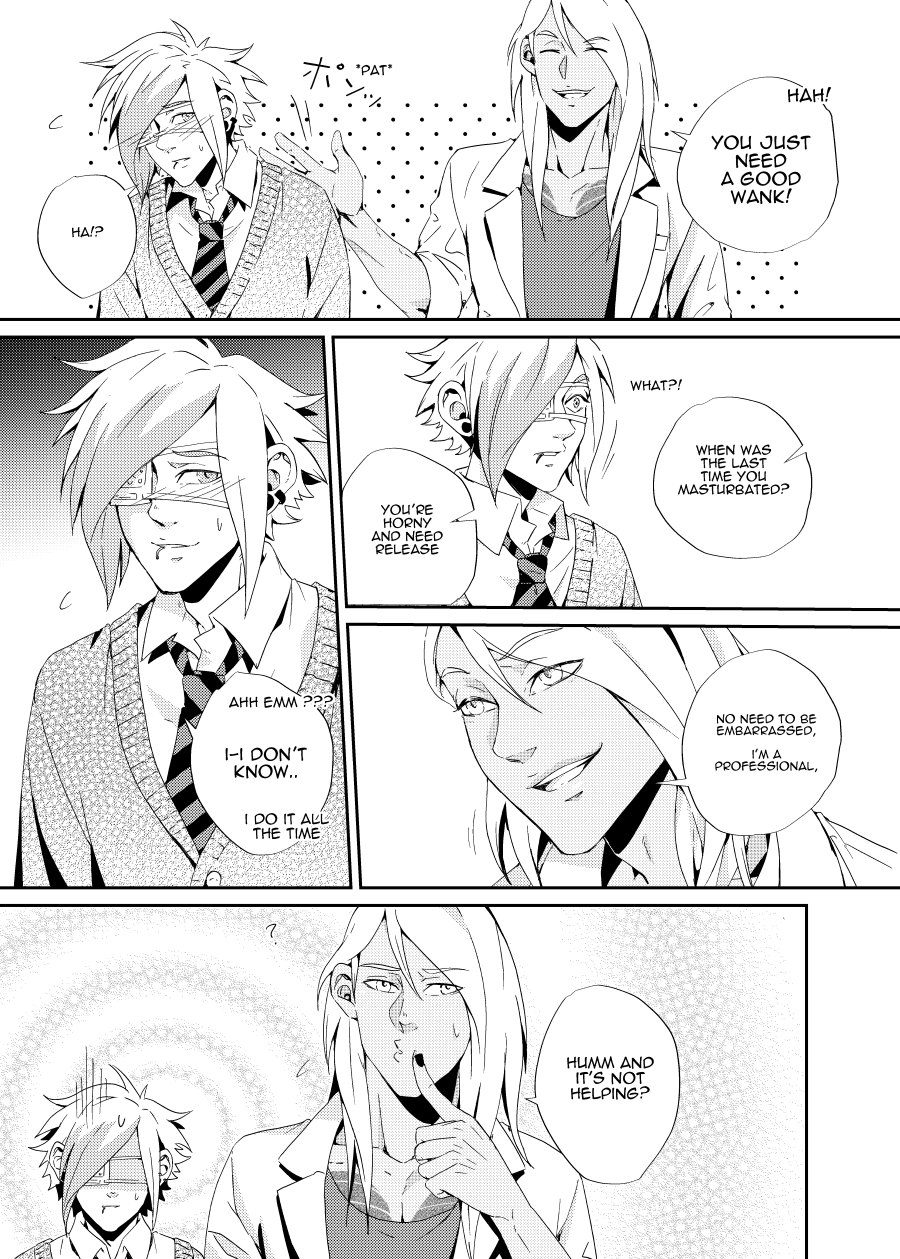 HAH!
YOU JUST
NEED
A GOOD
WANK!
ポンッ
*PAT*
HA!?
WHAT?!
WHEN WAS
THE LAST
TIME YOU
MASTURBATED?
YOU'RE
HORNY
AND NEED
RELEASE
AHH EMM ???
I-I DON'T
KNOW..
I DO IT ALL
THE TIME
NO NEED TO BE
EMBARRASSED,
I'M A
PROFESSIONAL,
?
HUMM AND
IT'S NOT
HELPING?